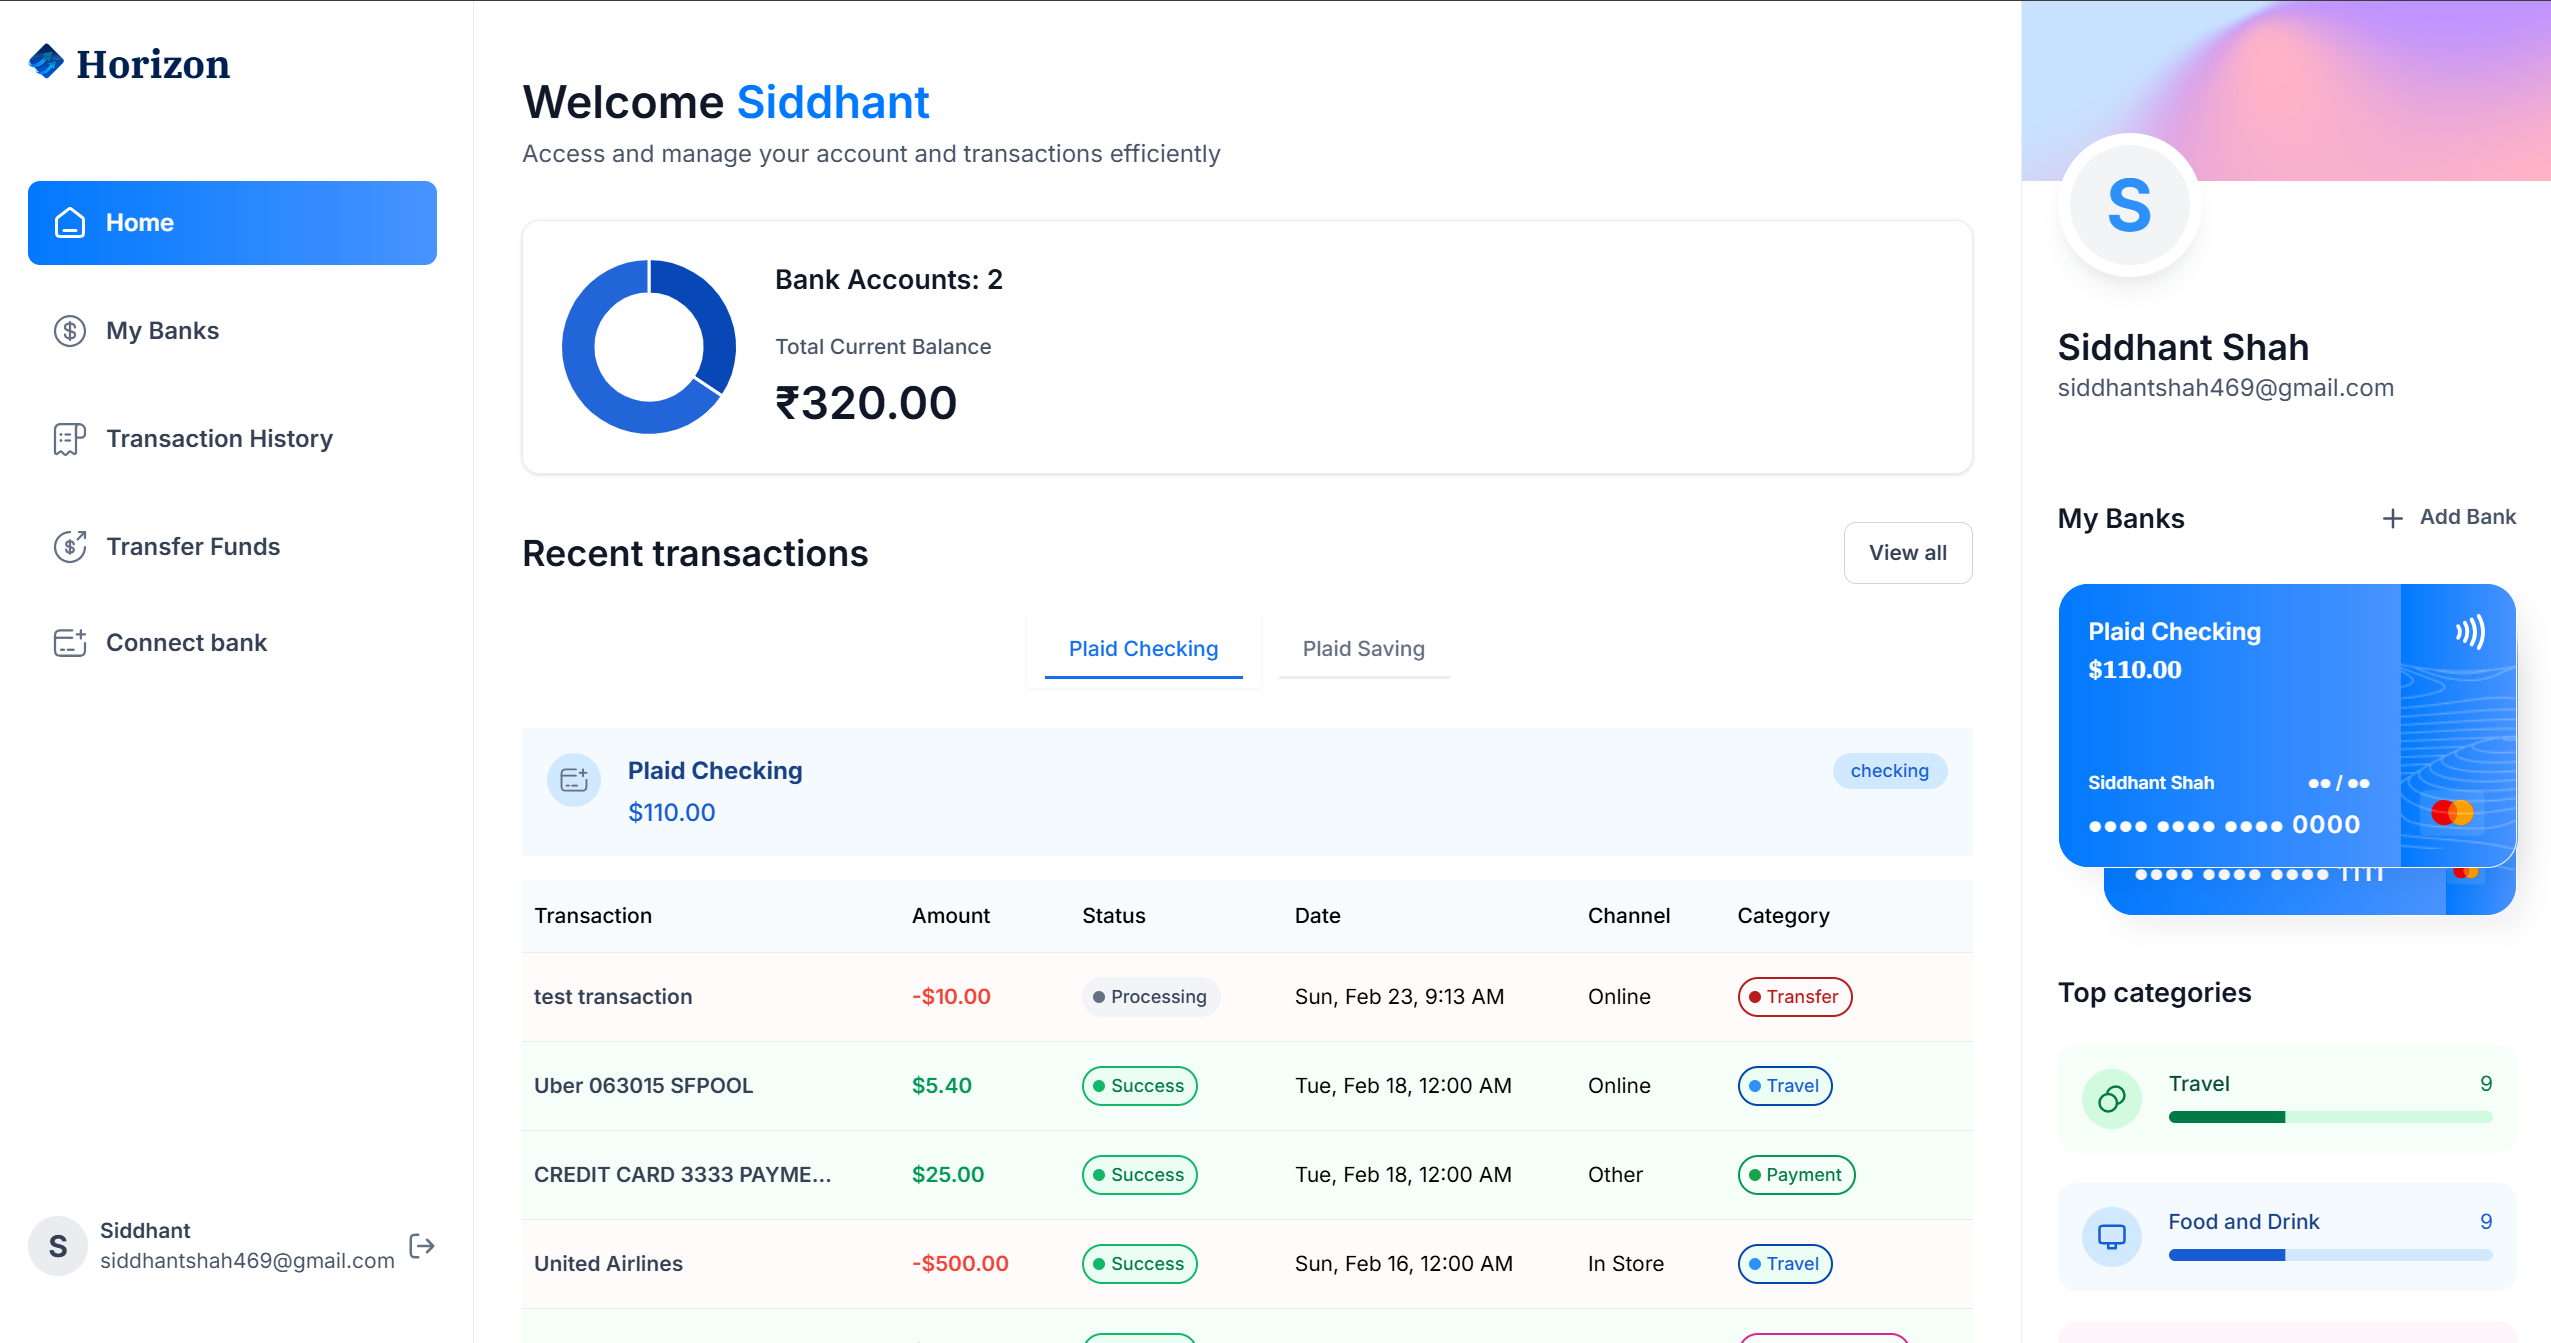 Horizon
Home
My Banks
Transaction History
Transfer Funds
Connect bank
S
Siddhant
siddhantshah469@gmail.com
Welcome Siddhant
Access and manage your account and transactions efficiently
Bank Accounts: 2
Total Current Balance
₹320.00
Recent transactions
View all
Plaid Checking
Plaid Saving
Plaid Checking
$110.00
checking
Transaction Amount Status Date Channel Category
test transaction -$10.00 Processing Sun, Feb 23, 9:13 AM Online Transfer
Uber 063015 SFPOOL $5.40 Success Tue, Feb 18, 12:00 AM Online Travel
CREDIT CARD 3333 PAYME... $25.00 Success Tue, Feb 18, 12:00 AM Other Payment
United Airlines -$500.00 Success Sun, Feb 16, 12:00 AM In Store Travel
S
Siddhant Shah
siddhantshah469@gmail.com
My Banks
+ Add Bank
Plaid Checking
$110.00
Siddhant Shah ●● / ●●
●●●● ●●●● ●●●● 0000
●●●● ●●●● ●●●● 1111
Top categories
Travel 9
Food and Drink 9